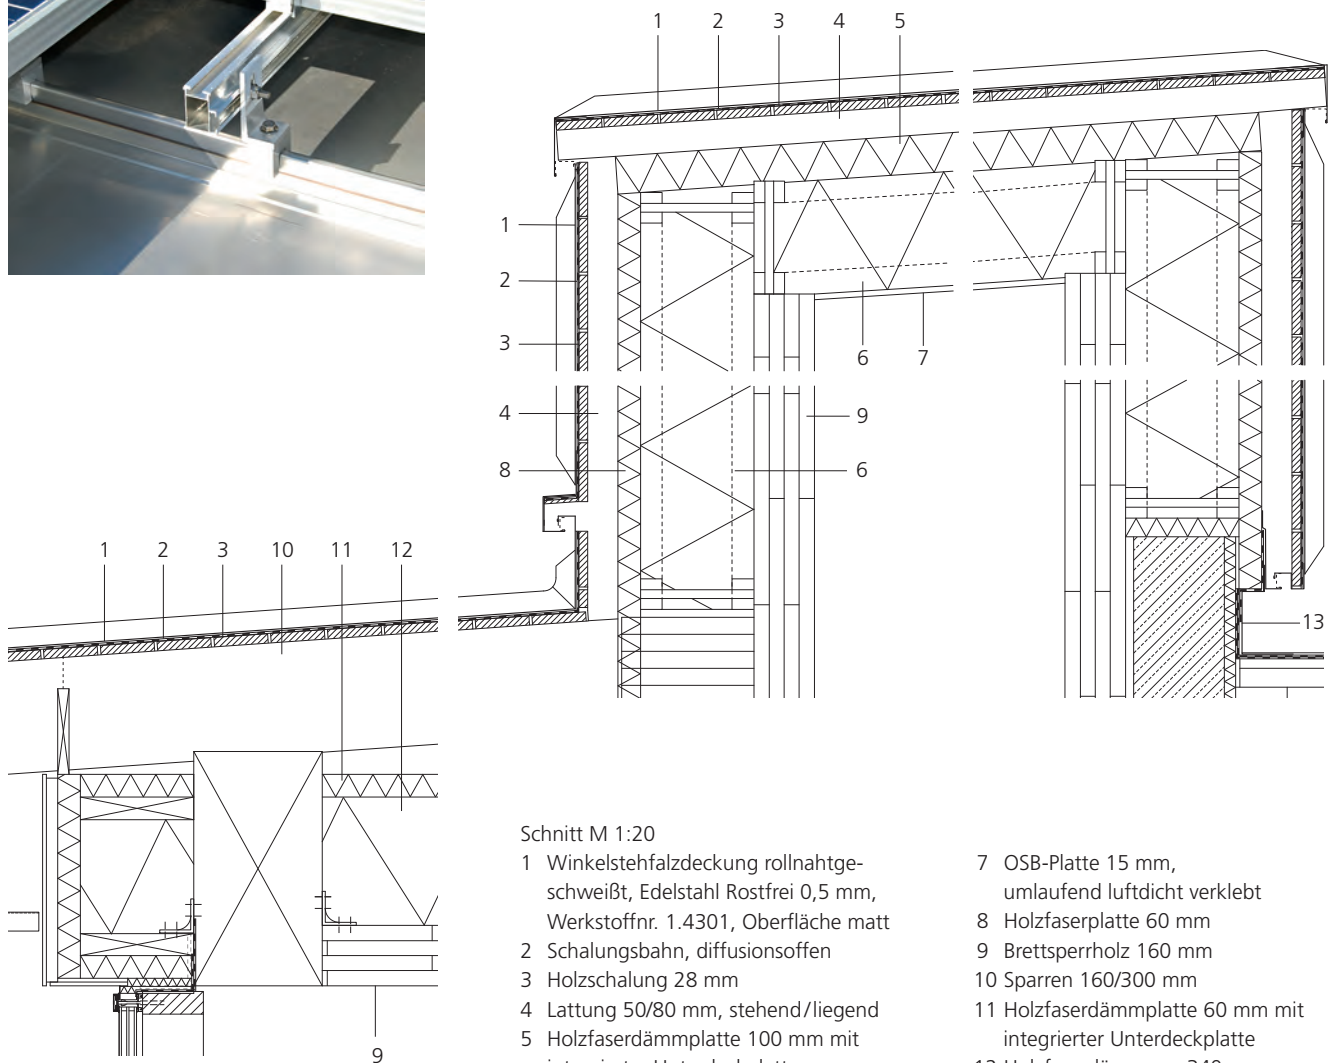 1 2 3 4 5
1
2
3
6 7
4 9
8 6
1 2 3 10 11 12
13
9
Schnitt M 1:20
1 Winkelstehfalzdeckung rollnahtge-
schweißt, Edelstahl Rostfrei 0,5 mm,
Werkstoffnr. 1.4301, Oberfläche matt
2 Schalungsbahn, diffusionsoffen
3 Holzschalung 28 mm
4 Lattung 50/80 mm, stehend/liegend
5 Holzfaserdämmplatte 100 mm mit
7 OSB-Platte 15 mm,
umlaufend luftdicht verklebt
8 Holzfaserplatte 60 mm
9 Brettsperrholz 160 mm
10 Sparren 160/300 mm
11 Holzfaserdämmplatte 60 mm mit
integrierter Unterdeckplatte